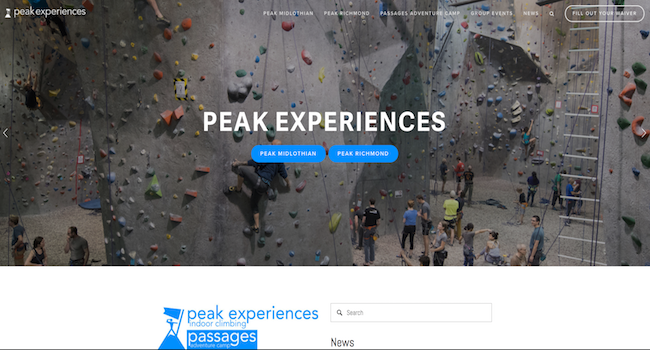 peak experiences
PEAK MIDLOTHIAN PEAK RICHMOND PASSAGES ADVENTURE CAMP GROUP EVENTS NEWS FILL OUT YOUR WAIVER
PEAK EXPERIENCES
PEAK MIDLOTHIAN PEAK RICHMOND
peak experiences
indoor climbing
passages
adventure camp
Search
News